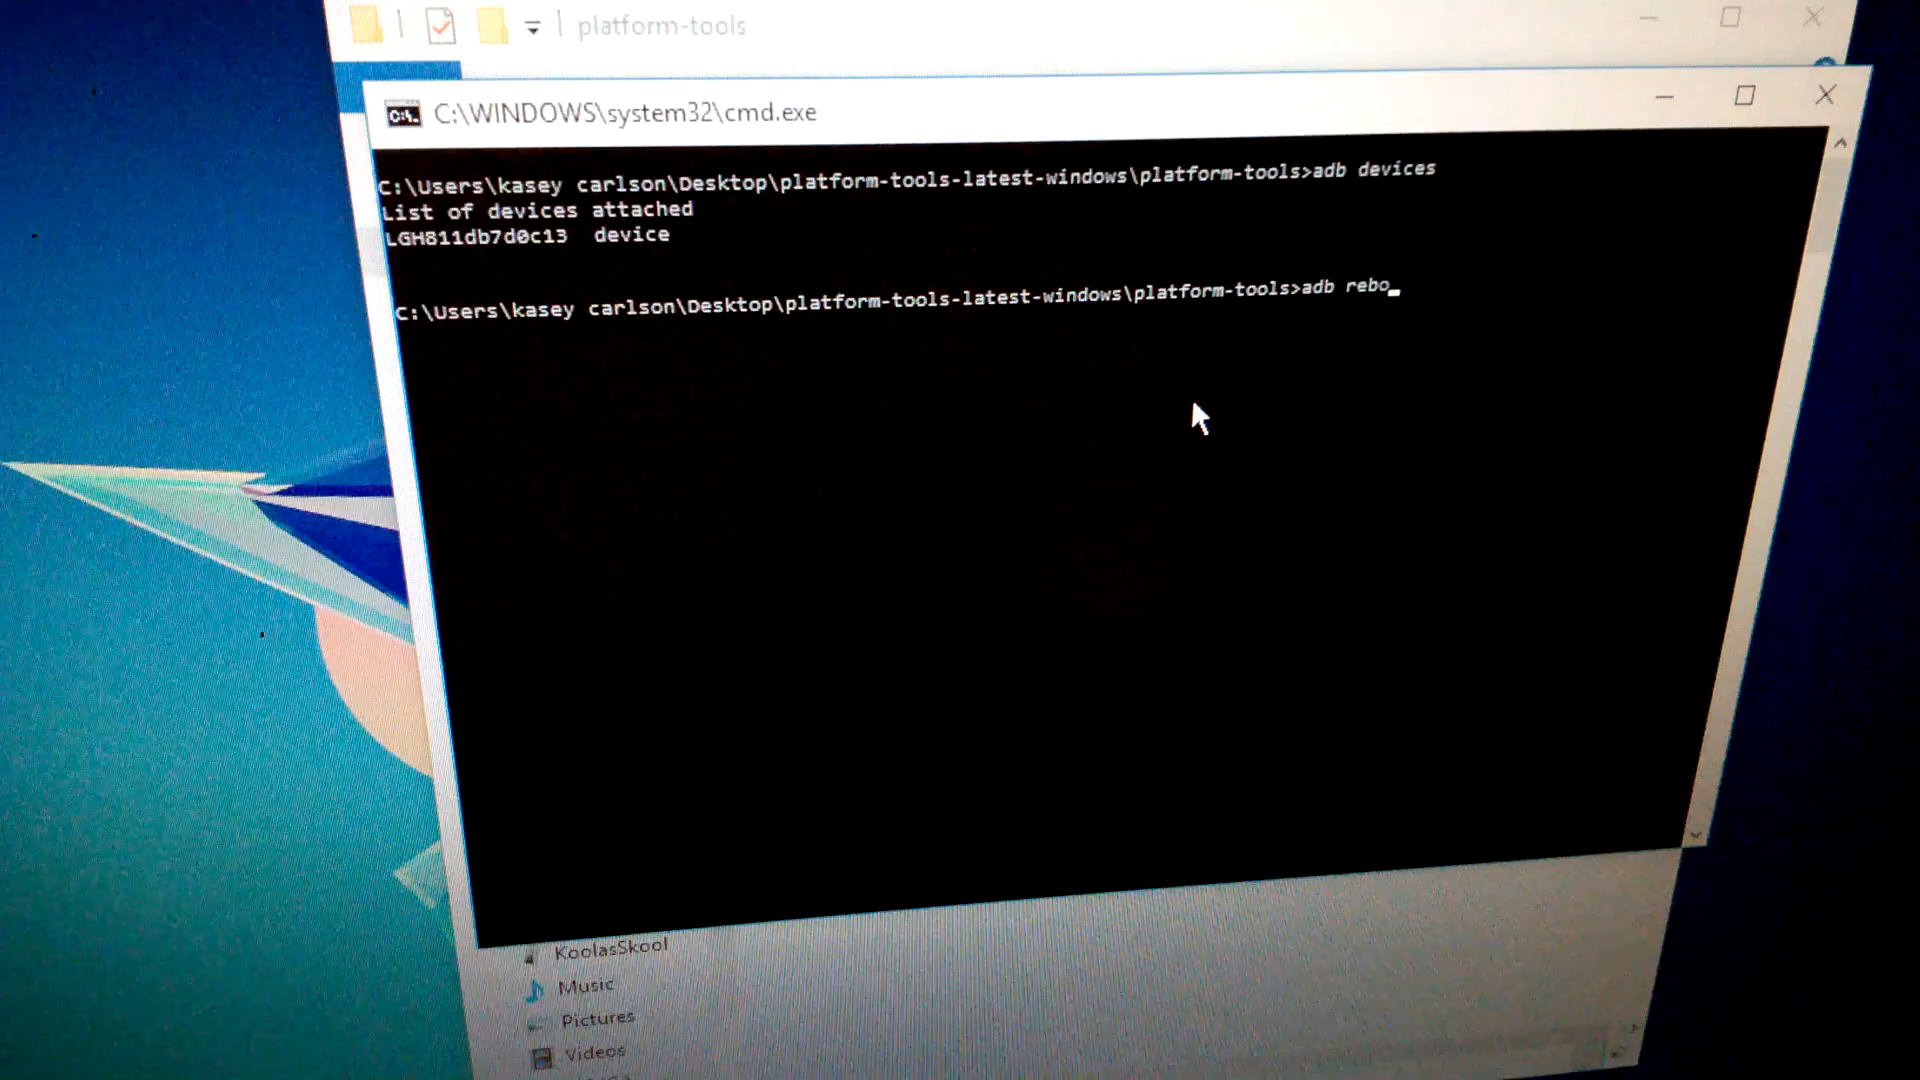 platform-tools
C:\WINDOWS\system32\cmd.exe
C:\Users\kasey carlson\Desktop\platform-tools-latest-windows\platform-tools>adb devices
List of devices attached
LGH811db7d0c13 device
C:\Users\kasey carlson\Desktop\platform-tools-latest-windows\platform-tools>adb rebo_
KoolasSkool
Music
Pictures
Videos